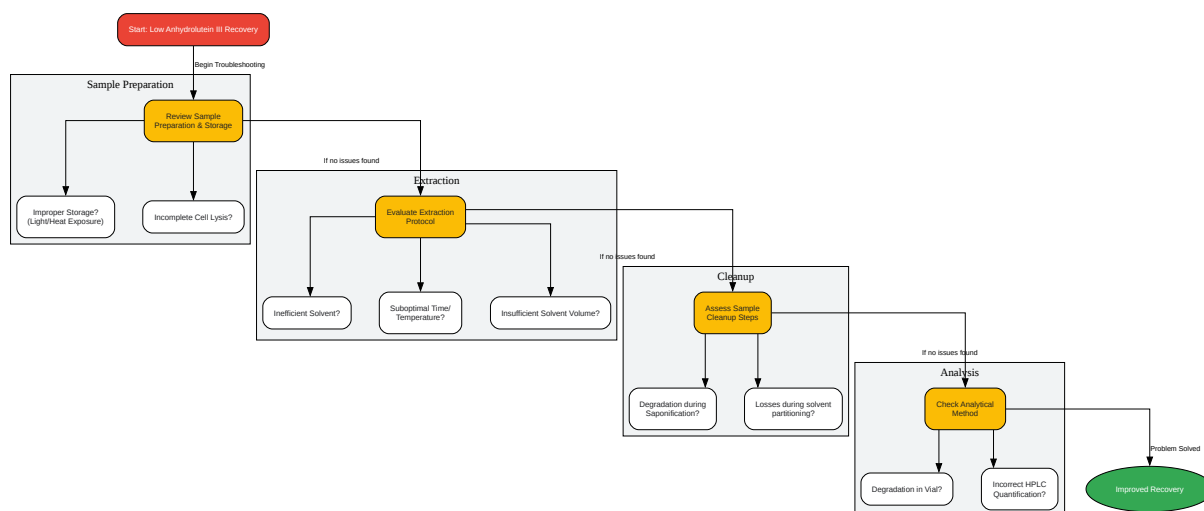 Start: Low Anhydrolutein III Recovery
Begin Troubleshooting
Sample Preparation
Review Sample
Preparation & Storage
Improper Storage?
(Light/Heat Exposure)
Incomplete Cell Lysis?
If no issues found
Extraction
Evaluate Extraction
Protocol
Inefficient Solvent?
Suboptimal Time/
Temperature?
Insufficient Solvent Volume?
If no issues found
Cleanup
Assess Sample
Cleanup Steps
Degradation during
Saponification?
Losses during solvent
partitioning?
If no issues found
Analysis
Check Analytical
Method
Degradation in Vial?
Incorrect HPLC
Quantification?
Problem Solved
Improved Recovery